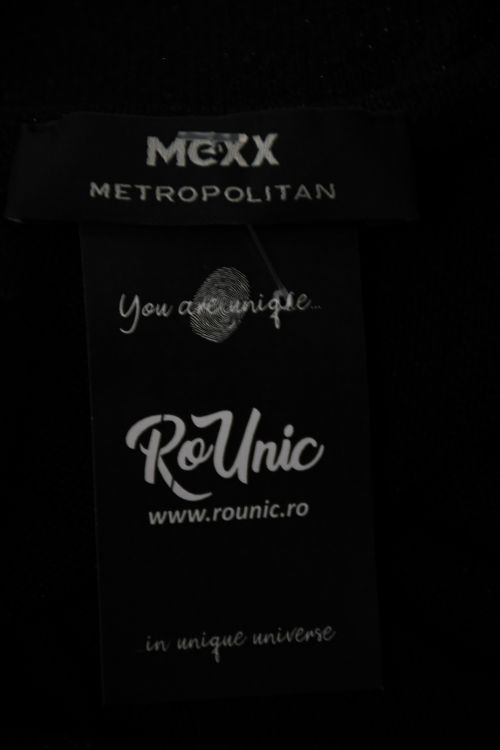 MEXX
METROPOLITAN
You are unique...
RoUnic
www.rounic.ro
...in unique universe